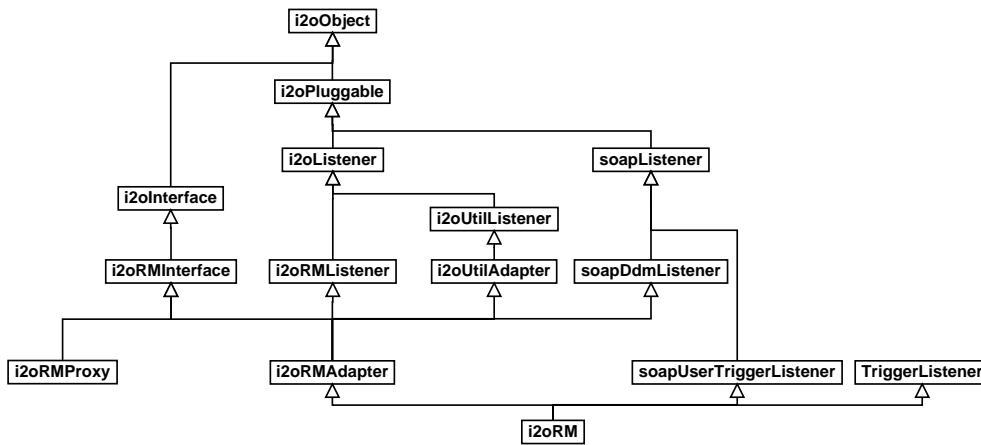 i2oObject
i2oPluggable
i2oListener
soapListener
i2oInterface
i2oUtilListener
i2oRMInterface
i2oRMListener
i2oUtilAdapter
soapDdmListener
i2oRMProxy
i2oRMAdapter
soapUserTriggerListener
TriggerListener
i2oRM